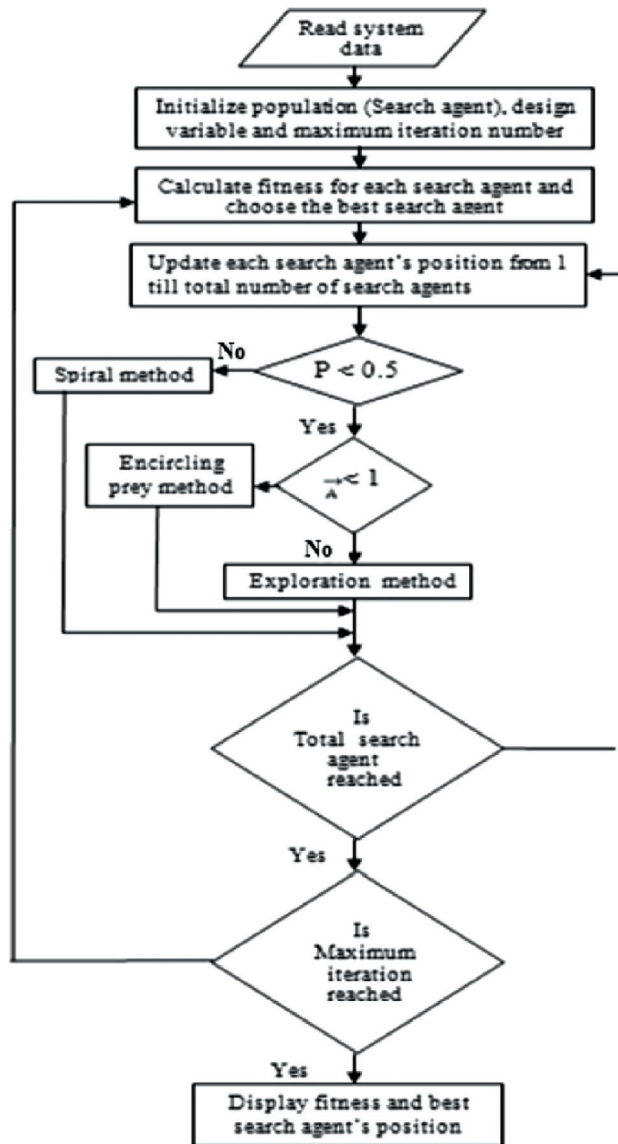 Read system
data
Initialize population (Search agent), design
variable and maximum iteration number
Calculate fitness for each search agent and
choose the best search agent
Update each search agent's position from 1
till total number of search agents
No
P < 0.5
Spiral method
Yes
Encircling
prey method
A < 1
No
Exploration method
Is
Total search
agent
reached
Yes
Is
Maximum
iteration
reached
Yes
Display fitness and best
search agent's position